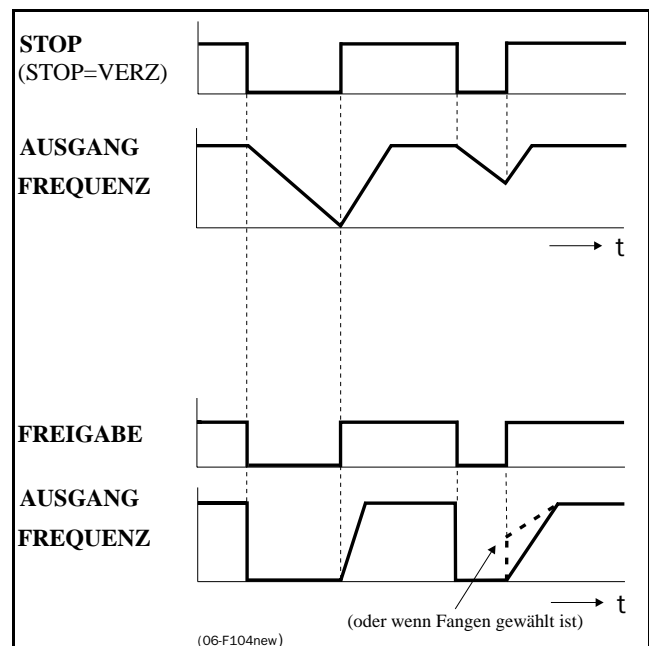 STOP
(STOP=VERZ)
AUSGANG
FREQUENZ
t
FREIGABE
AUSGANG
FREQUENZ
t
(oder wenn Fangen gewählt ist)
(06-F104new)